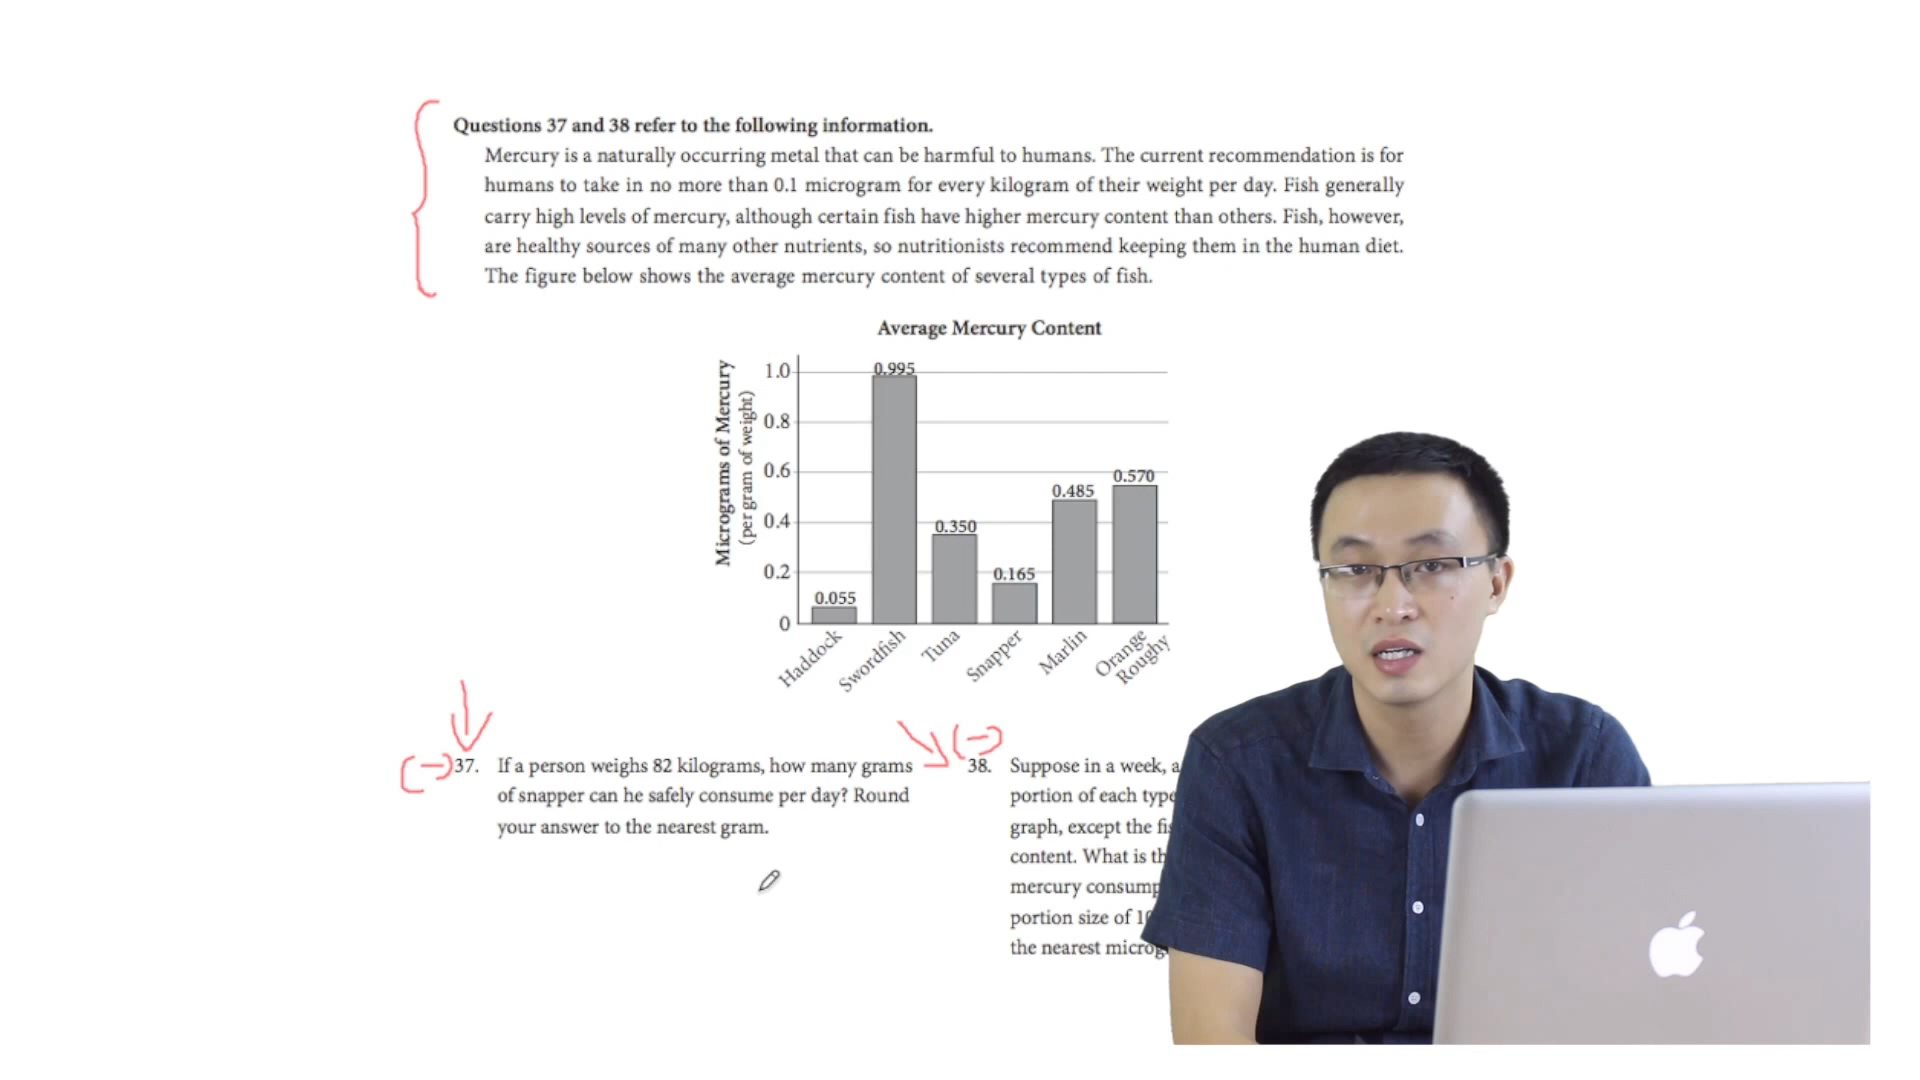 Questions 37 and 38 refer to the following information.
Mercury is a naturally occurring metal that can be harmful to humans. The current recommendation is for
humans to take in no more than 0.1 microgram for every kilogram of their weight per day. Fish generally
carry high levels of mercury, although certain fish have higher mercury content than others. Fish, however,
are healthy sources of many other nutrients, so nutritionists recommend keeping them in the human diet.
The figure below shows the average mercury content of several types of fish.
Average Mercury Content
Micrograms of Mercury
(per gram of weight)
1.0
0.8
0.6
0.4
0.2
0
0.055
0.995
0.350
0.165
0.485
0.570
Haddock
Swordfish
Tuna
Snapper
Marlin
Orange
Roughy
(-) 37. If a person weighs 82 kilograms, how many grams
of snapper can he safely consume per day? Round
your answer to the nearest gram.
(-)
38. Suppose in a week, a
portion of each type
graph, except the
content. What is
mercury
portion size of
the nearest